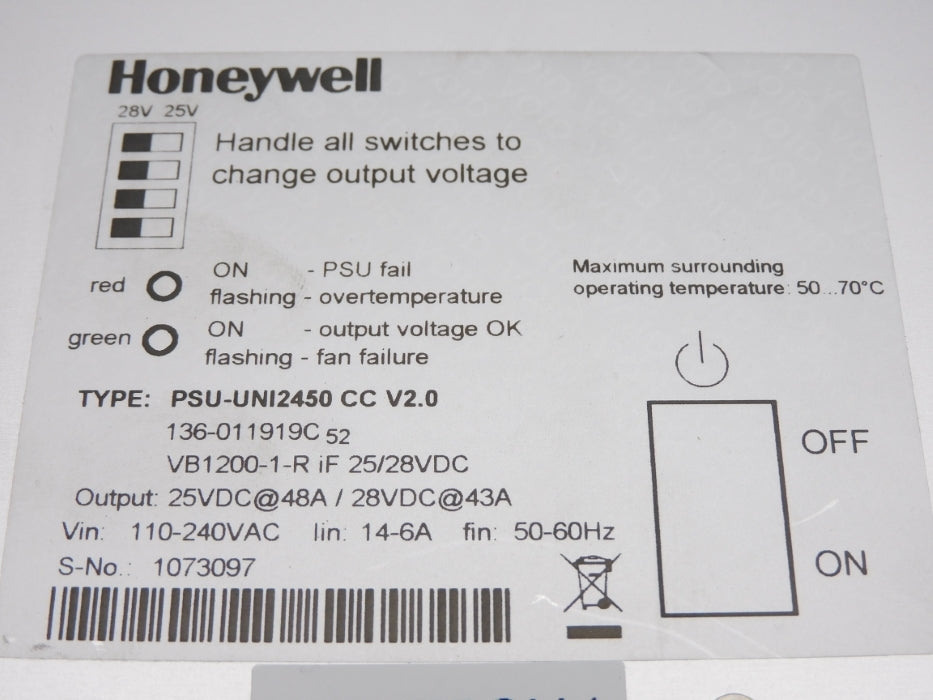 Honeywell
28V 25V
Handle all switches to
change output voltage
red
ON - PSU fail
flashing - overtemperature
green
ON - output voltage OK
flashing - fan failure
Maximum surrounding
operating temperature: 50...70°C
TYPE: PSU-UNI2450 CC V2.0
136-011919C 52
VB1200-1-R iF 25/28VDC
Output: 25VDC@48A / 28VDC@43A
Vin: 110-240VAC Iin: 14-6A fin: 50-60Hz
S-No.: 1073097
OFF
ON